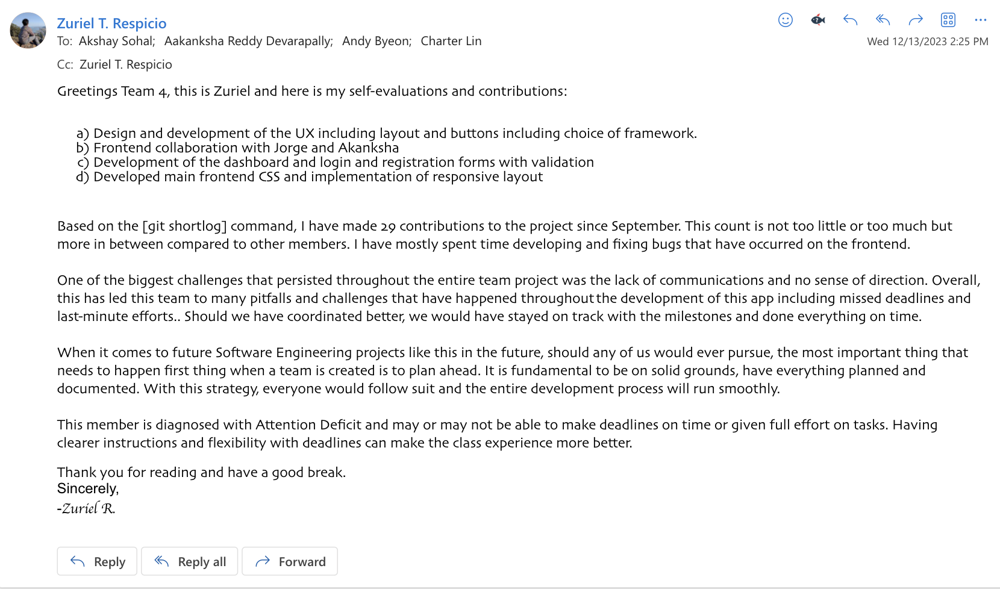 Zuriel T. Respicio
To: Akshay Sohal; Aakanksha Reddy Devarapally; Andy Byeon; Charter Lin
Wed 12/13/2023 2:25 PM
Cc: Zuriel T. Respicio
Greetings Team 4, this is Zuriel and here is my self-evaluations and contributions:
a) Design and development of the UX including layout and buttons including choice of framework.
b) Frontend collaboration with Jorge and Akanksha
c) Development of the dashboard and login and registration forms with validation
d) Developed main frontend CSS and implementation of responsive layout
Based on the [git shortlog] command, I have made 29 contributions to the project since September. This count is not too little or too much but
more in between compared to other members. I have mostly spent time developing and fixing bugs that have occurred on the frontend.
One of the biggest challenges that persisted throughout the entire team project was the lack of communications and no sense of direction. Overall,
this has led this team to many pitfalls and challenges that have happened throughout the development of this app including missed deadlines and
last-minute efforts.. Should we have coordinated better, we would have stayed on track with the milestones and done everything on time.
When it comes to future Software Engineering projects like this in the future, should any of us would ever pursue, the most important thing that
needs to happen first thing when a team is created is to plan ahead. It is fundamental to be on solid grounds, have everything planned and
documented. With this strategy, everyone would follow suit and the entire development process will run smoothly.
This member is diagnosed with Attention Deficit and may or may not be able to make deadlines on time or given full effort on tasks. Having
clearer instructions and flexibility with deadlines can make the class experience more better.
Thank you for reading and have a good break.
Sincerely,
-Zuriel R.
Reply
Reply all
Forward